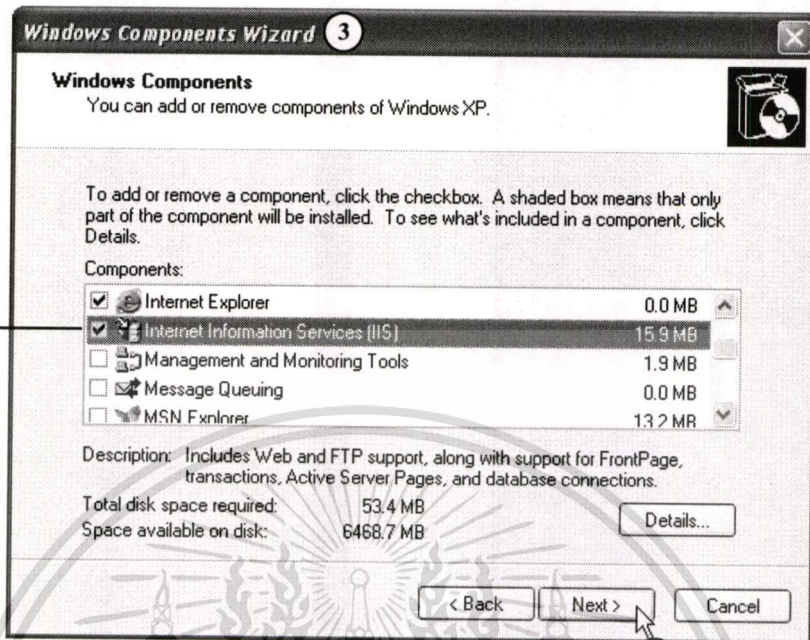 Windows Components Wizard 3
Windows Components
You can add or remove components of Windows XP.
To add or remove a component, click the checkbox. A shaded box means that only
part of the component will be installed. To see what's included in a component, click
Details.
Components:
Internet Explorer 0.0 MB
Internet Information Services (IIS) 15.9 MB
Management and Monitoring Tools 1.9 MB
Message Queuing 0.0 MB
MSN Explorer 13.2 MB
Description: Includes Web and FTP support, along with support for FrontPage,
transactions, Active Server Pages, and database connections.
Total disk space required: 53.4 MB
Space available on disk: 6468.7 MB
Details...
< Back Next > Cancel